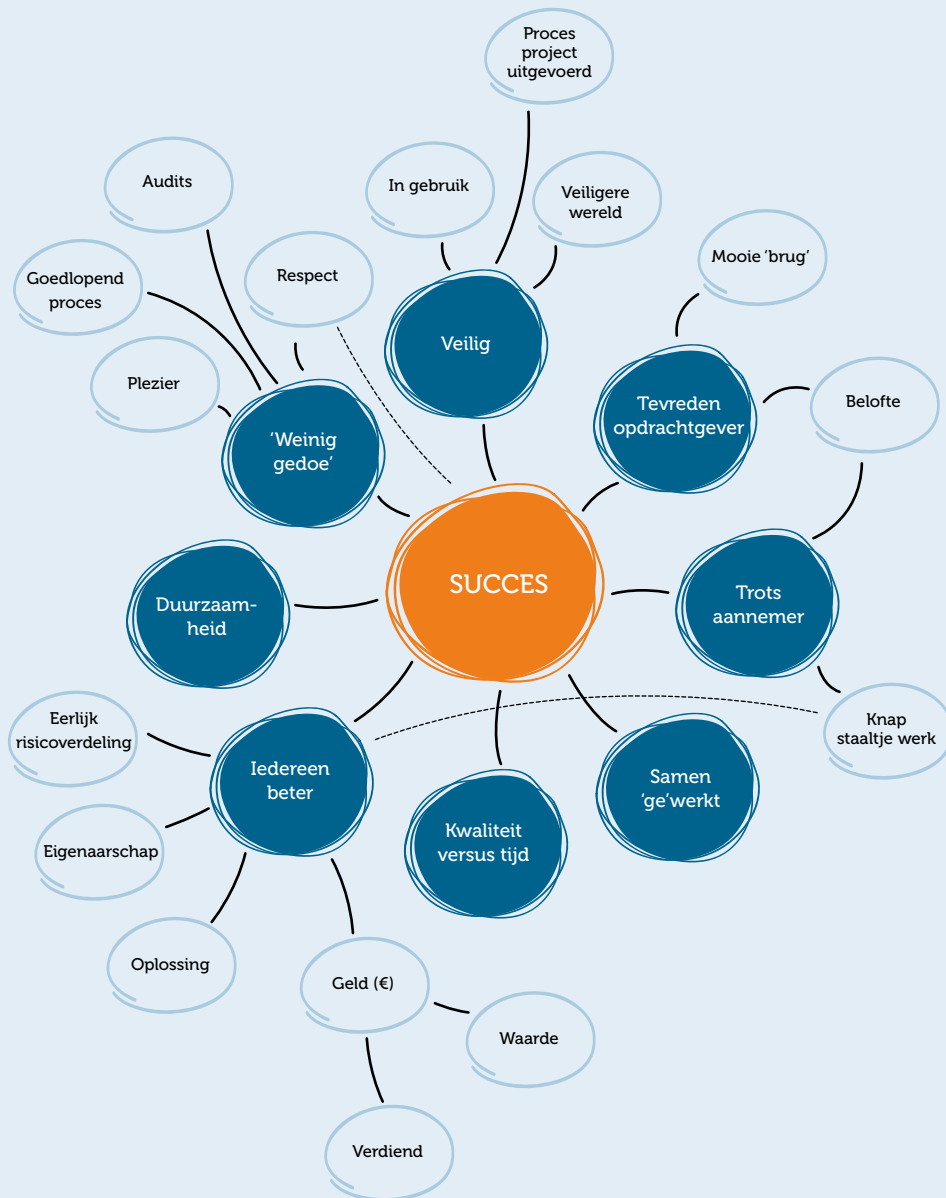 Proces
project
uitgevoerd
Audits
In gebruik
Veiligere
wereld
Goedlopend
proces
Respect
Mooie ‘brug’
Plezier
Veilig
‘Weinig
gedoe’
Tevreden
opdrachtgever
Belofte
SUCCES
Duurzaam-
heid
Trots
aannemer
Eerlijk
risicoverdeling
Iedereen
beter
Knap
staaltje werk
Samen
‘ge’werkt
Kwaliteit
versus tijd
Eigenaarschap
Oplossing
Geld (€)
Waarde
Verdiend